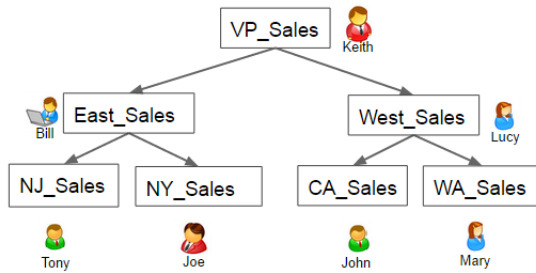 VP_Sales
Keith
East_Sales
Bill
West_Sales
Lucy
NJ_Sales
NY_Sales
CA_Sales
WA_Sales
Tony
Joe
John
Mary